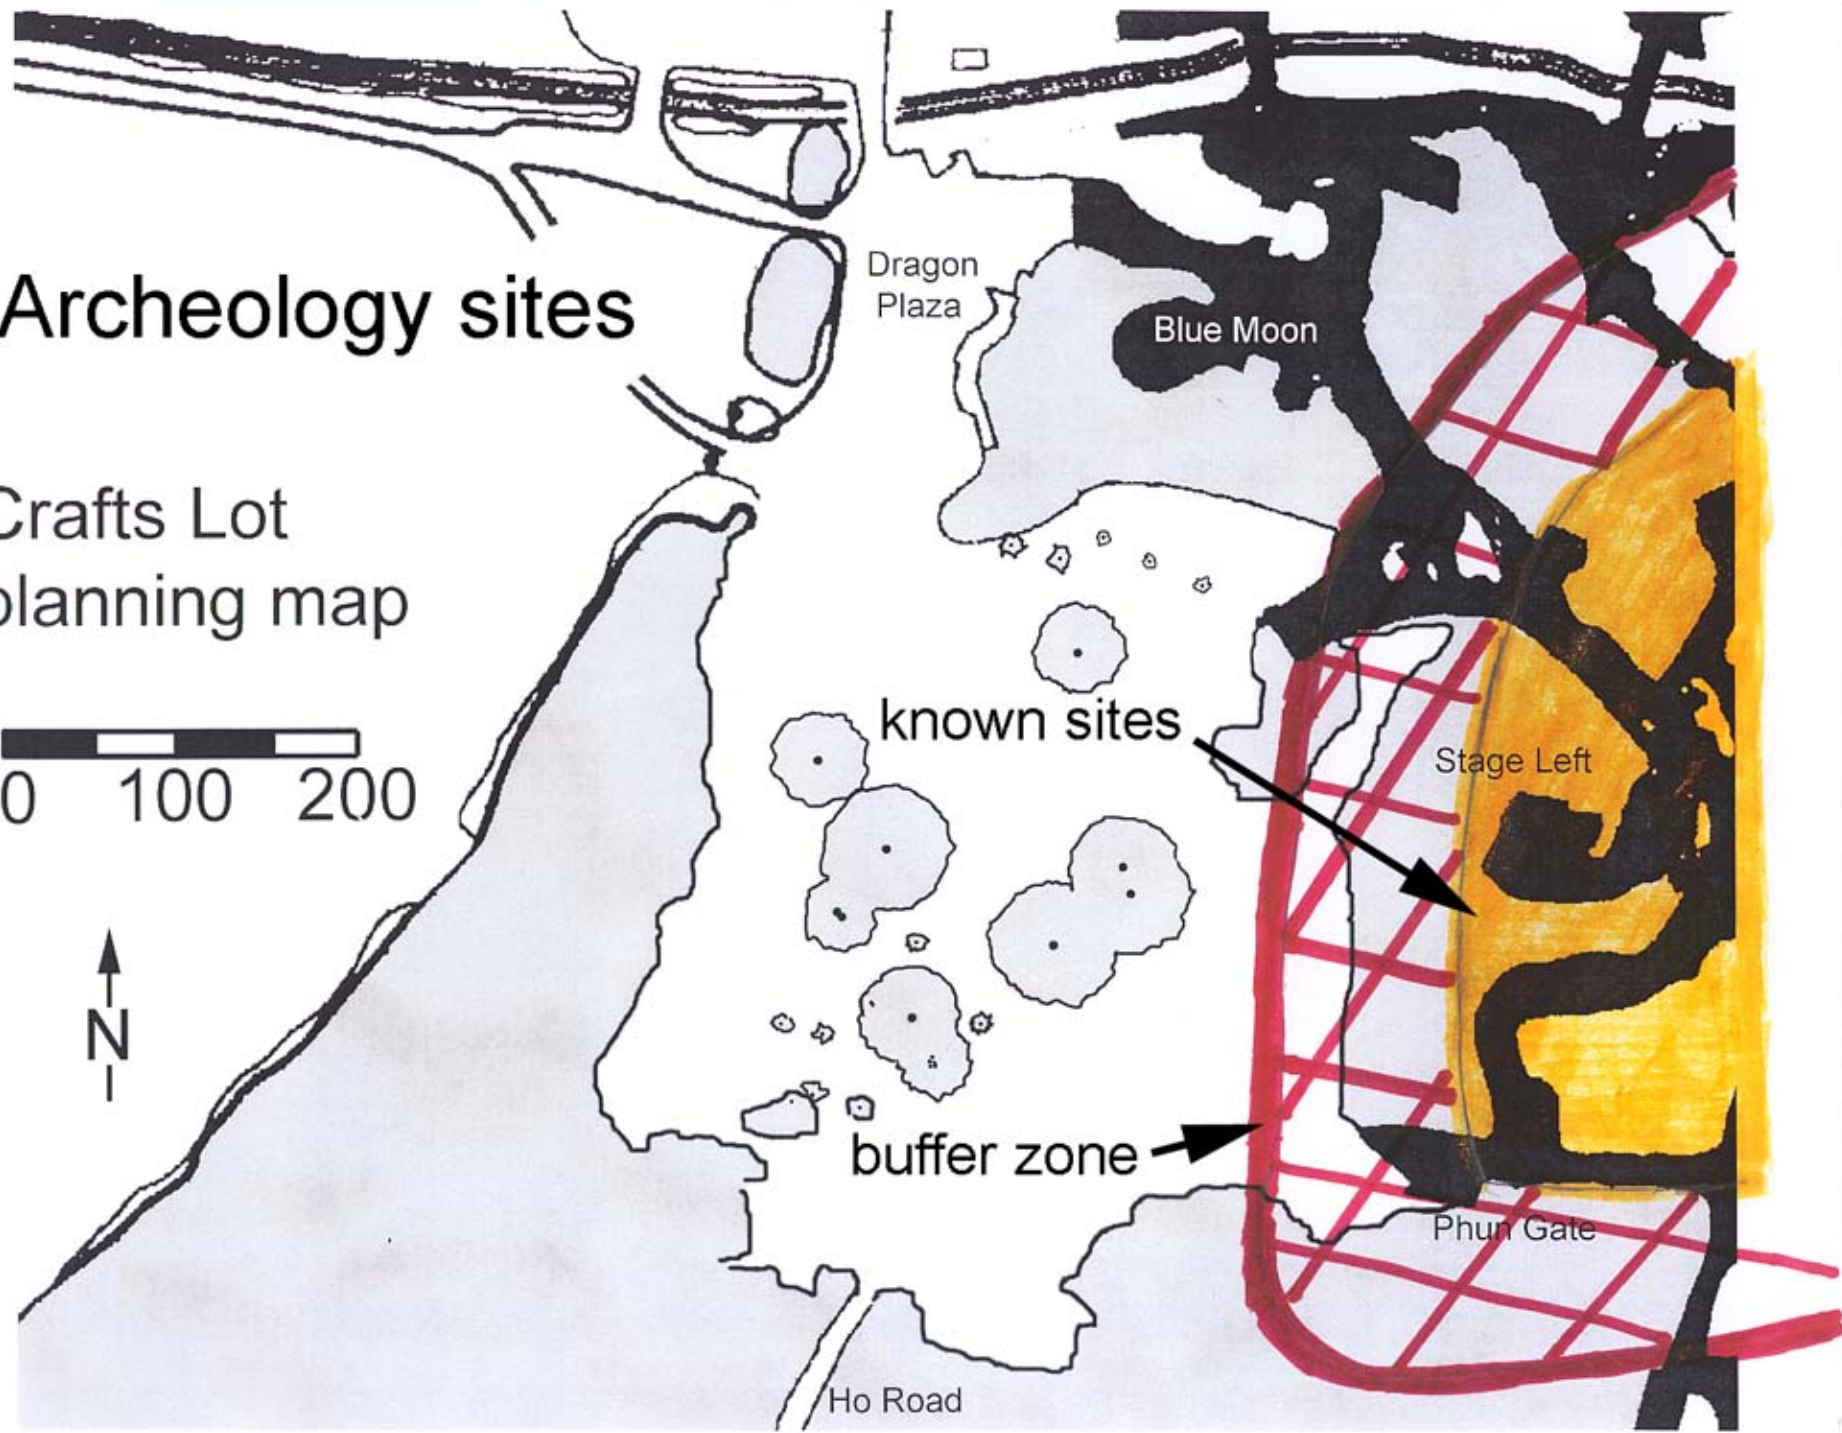 Dragon
Plaza
Archeology sites
Blue Moon
Crafts Lot
planning map
known sites
Stage Left
0 100 200
N
buffer zone
Phun Gate
Ho Road